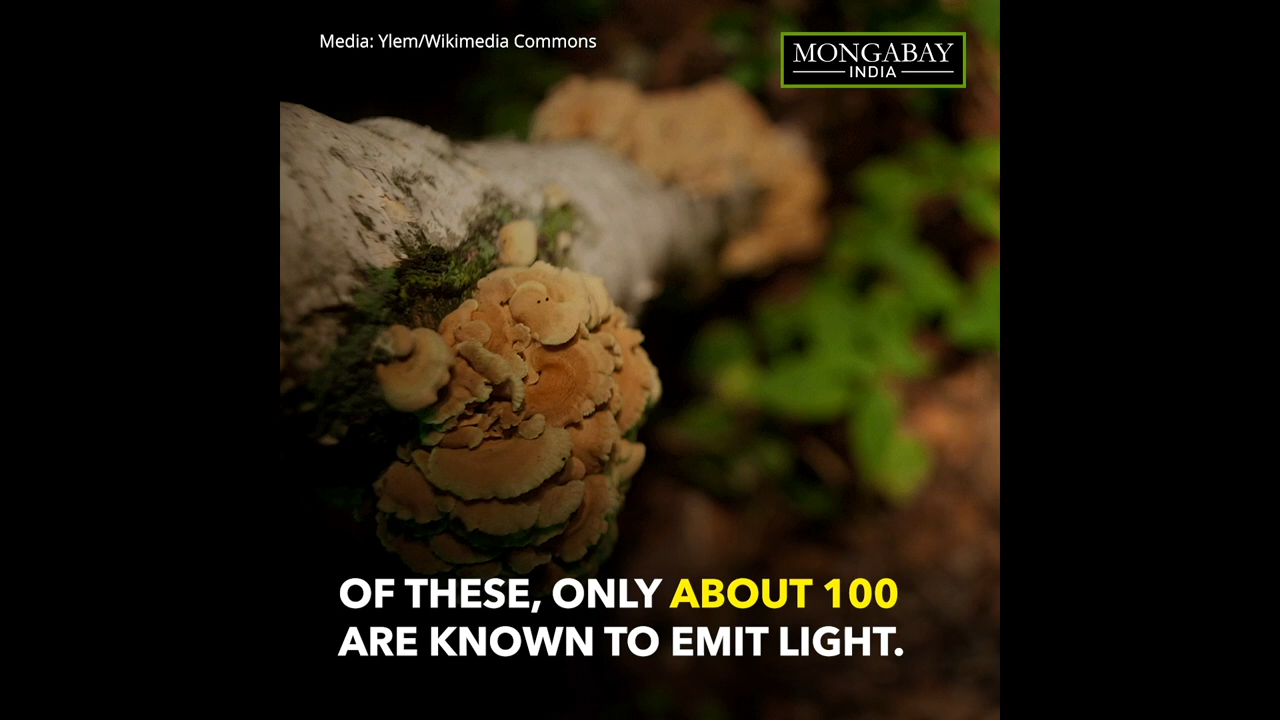 Media: Ylem/Wikimedia Commons
MONGABAY
INDIA
OF THESE, ONLY ABOUT 100
ARE KNOWN TO EMIT LIGHT.